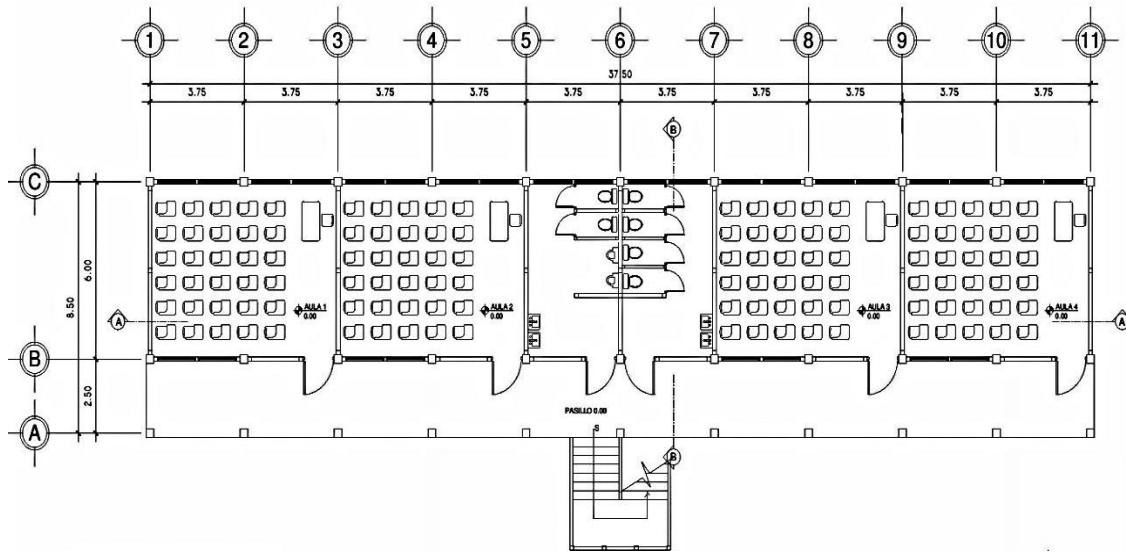 1 2 3 4 5 6 7 8 9 10 11
37.50
3.75 3.75 3.75 3.75 3.75 3.75 3.75 3.75 3.75 3.75
B
C
6.00
8.50
AULA 1
0.00
AULA 2
0.00
AULA 3
0.00
AULA 4
0.00
A
A
B
2.50
PASILLO 0.00
A
S
B